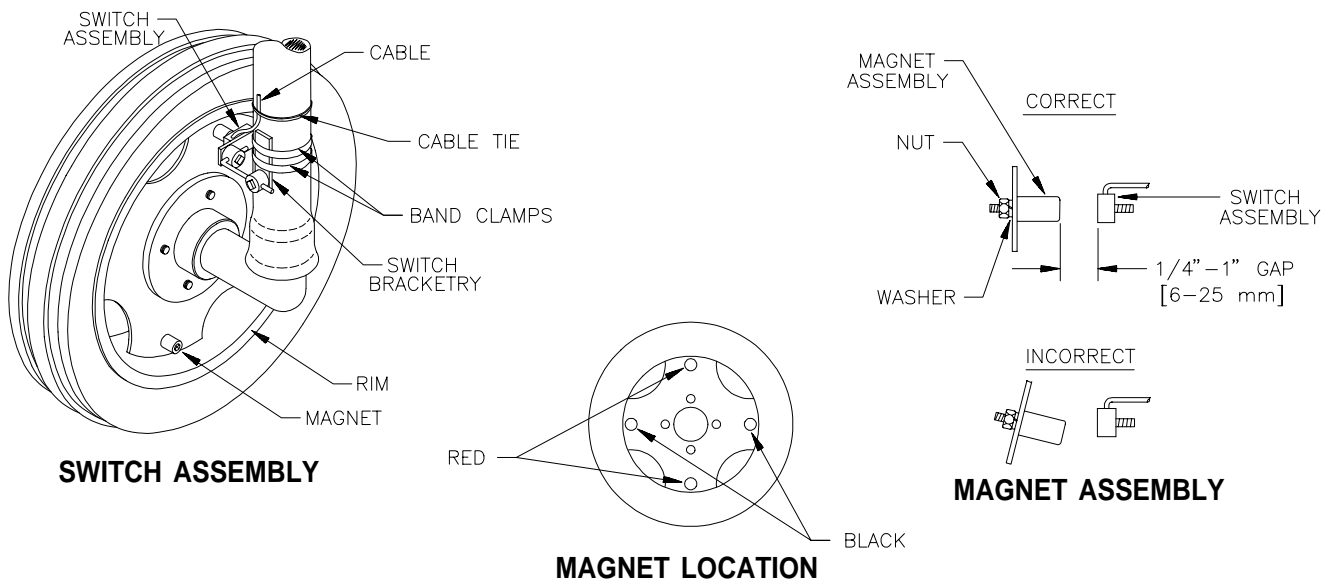 SWITCH
ASSEMBLY
CABLE
CABLE TIE
BAND CLAMPS
SWITCH
BRACKETRY
RIM
MAGNET
SWITCH ASSEMBLY
RED
BLACK
MAGNET LOCATION
MAGNET
ASSEMBLY
CORRECT
NUT
SWITCH
ASSEMBLY
WASHER
1/4”–1” GAP
[6–25 mm]
INCORRECT
MAGNET ASSEMBLY